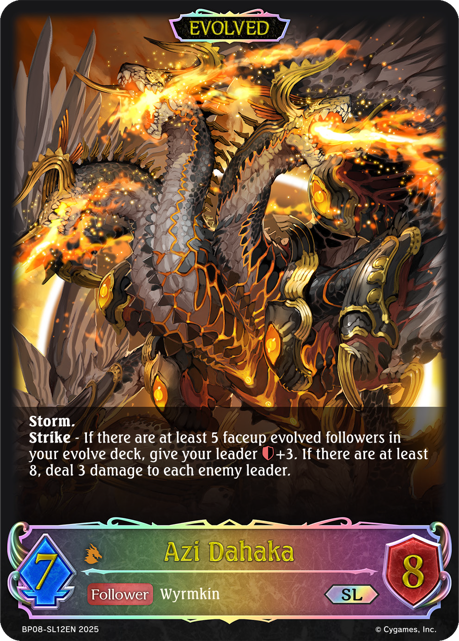 EVOLVED
Storm.
Strike - If there are at least 5 faceup evolved followers in
your evolve deck, give your leader +3. If there are at least
8, deal 3 damage to each enemy leader.
7
Azi Dahaka
8
Follower Wyrmkin
SL
BP08-SL12EN 2025
© Cygames, Inc.